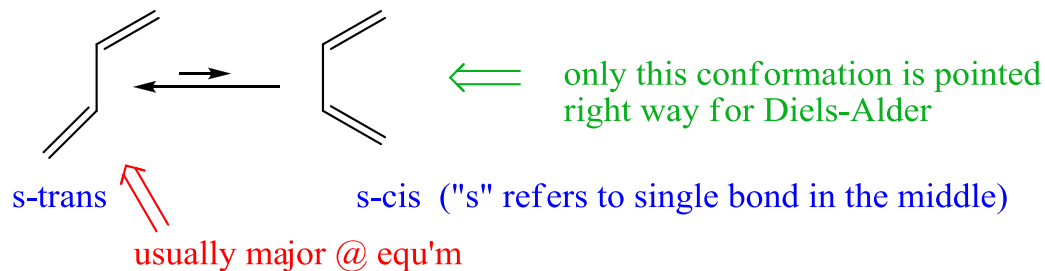 only this conformation is pointed
right way for Diels-Alder
s-trans
s-cis ("s" refers to single bond in the middle)
usually major @ equ'm